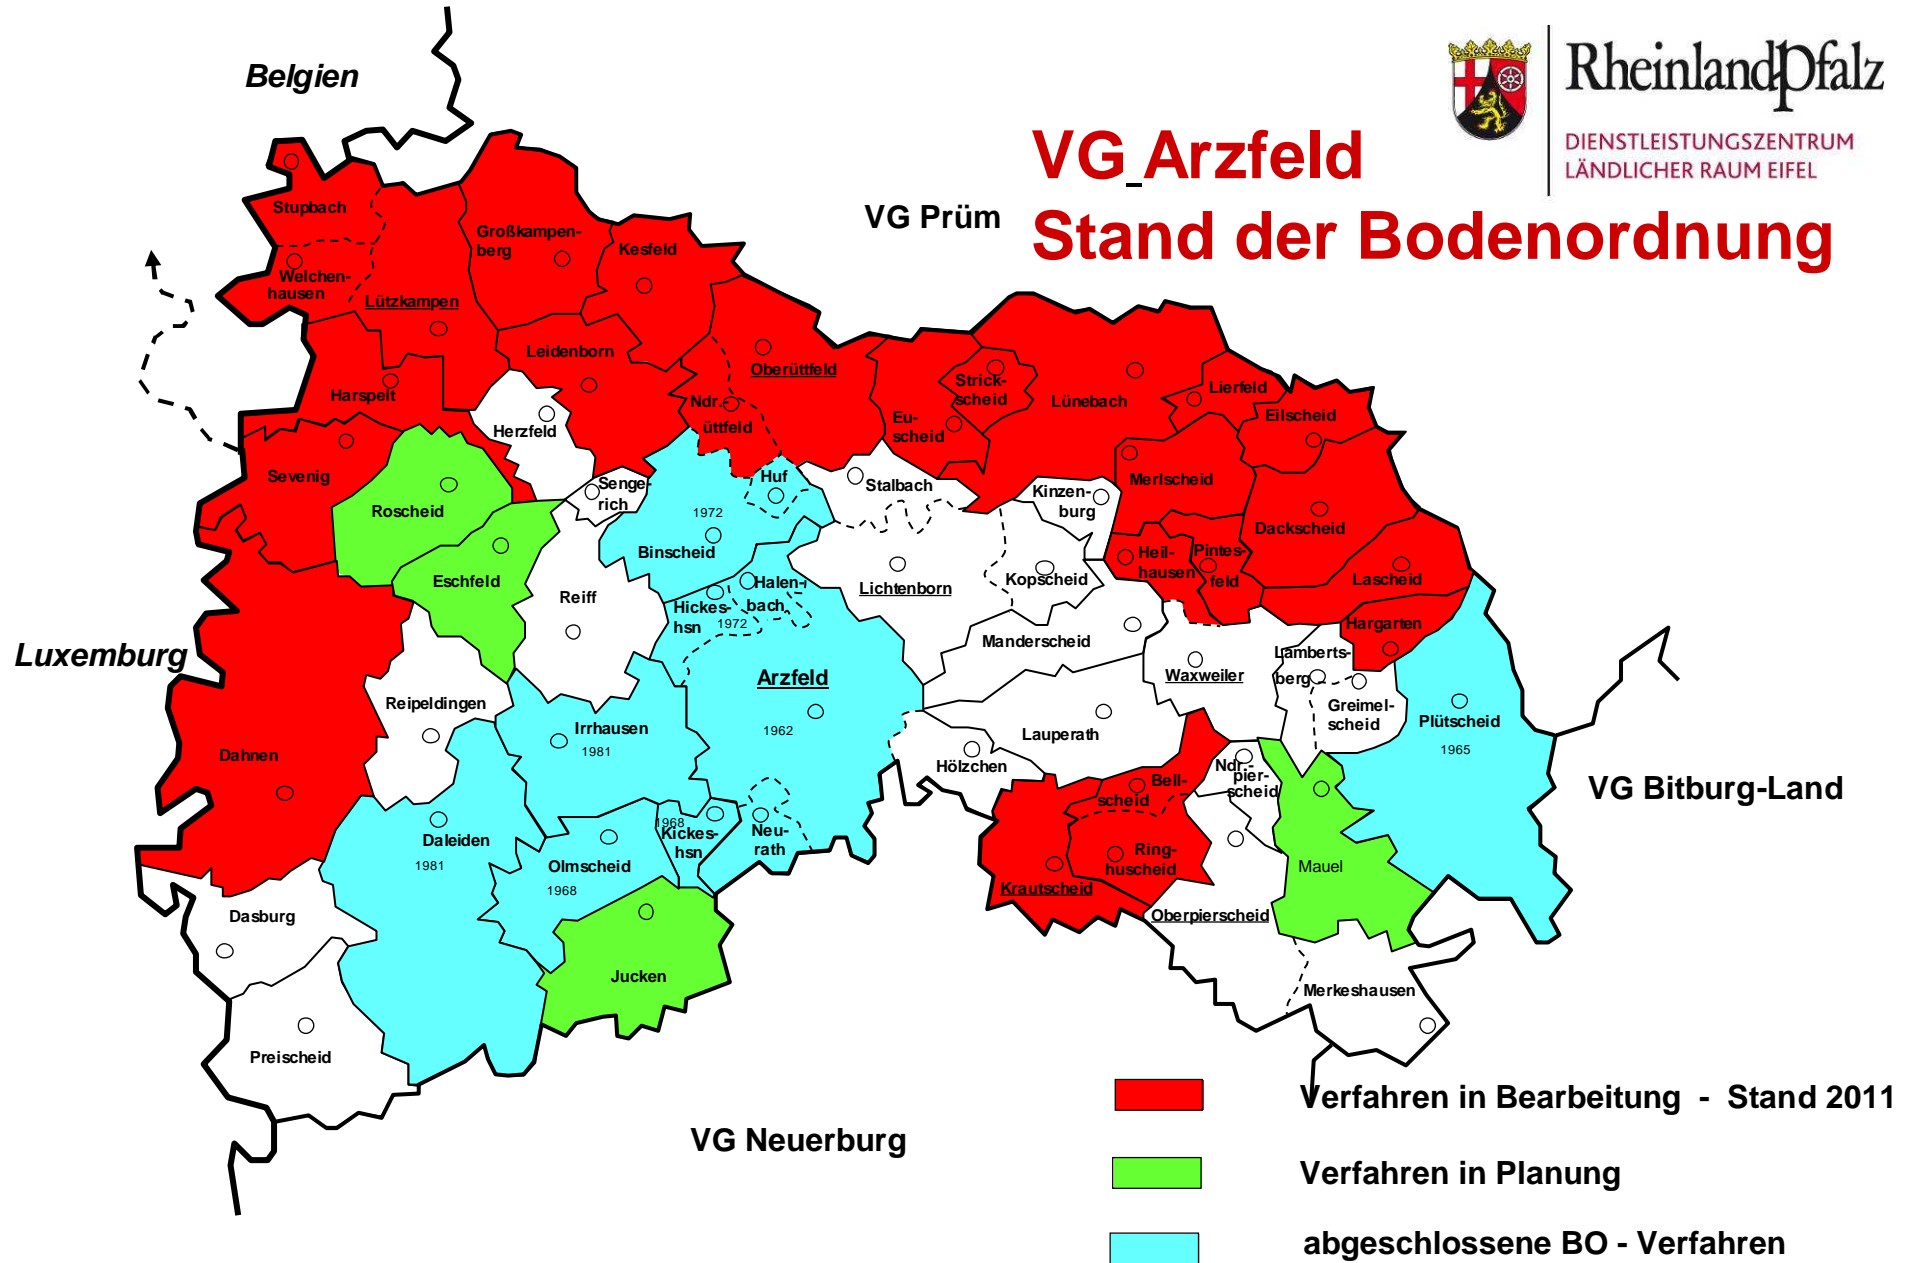 Belgien
RheinlandPfalz
DIENSTLEISTUNGSZENTRUM
LÄNDLICHER RAUM EIFEL
VG Arzfeld
Stand der Bodenordnung
VG Prüm
Stupbach
Großkampen-
berg
Kesfeld
Welchen-
hausen
Lützkampen
Leidenborn
Oberüttfeld
Harspelt
Ndr.-
üttfeld
Strick-
scheid
Lünebach
Lierfeld
Eu-
scheid
Eilscheid
Herzfeld
Sevenig
Roscheid
Senge-
rich
Huf
Stalbach
Kinzen-
burg
Merlscheid
Dackscheid
1972
Binscheid
Eschfeld
Reiff
Halen-
bach
Hickes-
hsn
1972
Lichtenborn
Kopscheid
Heil-
hausen
Pintes-
feld
Lascheid
Hargarten
Manderscheid
Luxemburg
Arzfeld
1962
Waxweiler
Lamberts-
berg
Greimel-
scheid
Plütscheid
1965
Reipeldingen
Irrhausen
1981
Lauperath
Hölzchen
Dahnen
Ndr.-
pier-
scheid
Bell-
scheid
VG Bitburg-Land
Daleiden
1981
Olmscheid
1968
1968
Kickes-
hsn
Neu-
rath
Ring-
huscheid
Krautscheid
Mauel
Oberpierscheid
Dasburg
Jucken
Merkeshausen
Preischeid
VG Neuerburg
Verfahren in Bearbeitung - Stand 2011
Verfahren in Planung
abgeschlossene BO - Verfahren